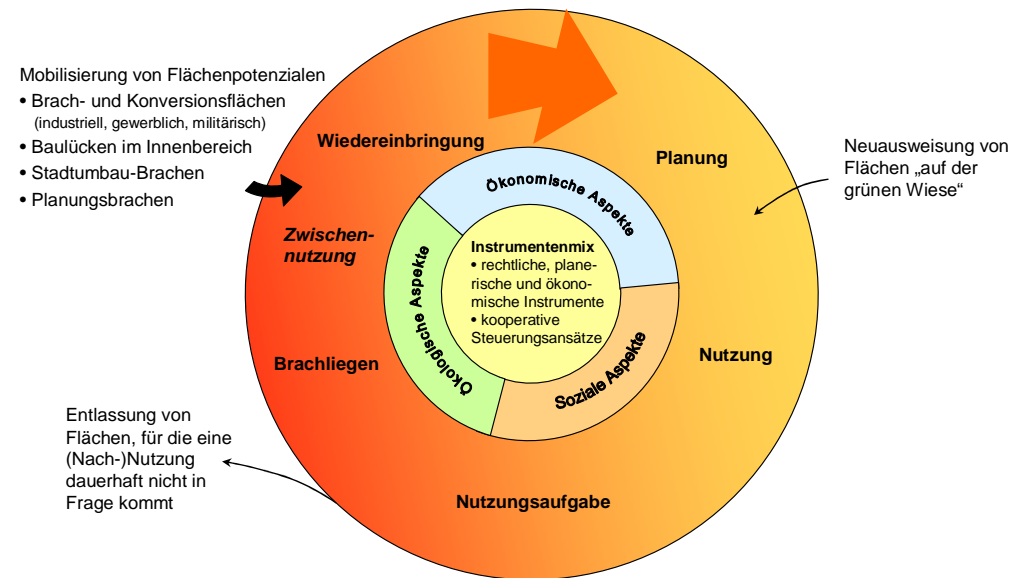 Mobilisierung von Flächenpotenzialen
• Brach- und Konversionsflächen
(industriell, gewerblich, militärisch)
• Baulücken im Innenbereich
• Stadtumbau-Brachen
• Planungsbrachen
Wiedereinbringung
Planung
Neuausweisung von
Flächen „auf der
grünen Wiese“
Zwischen-
nutzung
Ökonomische Aspekte
Ökologische Aspekte
Soziale Aspekte
Instrumentenmix
• rechtliche, plane-
rische und ökono-
mische Instrumente
• kooperative
Steuerungsansätze
Brachliegen
Nutzung
Entlassung von
Flächen, für die eine
(Nach-)Nutzung
dauerhaft nicht in
Frage kommt
Nutzungsaufgabe